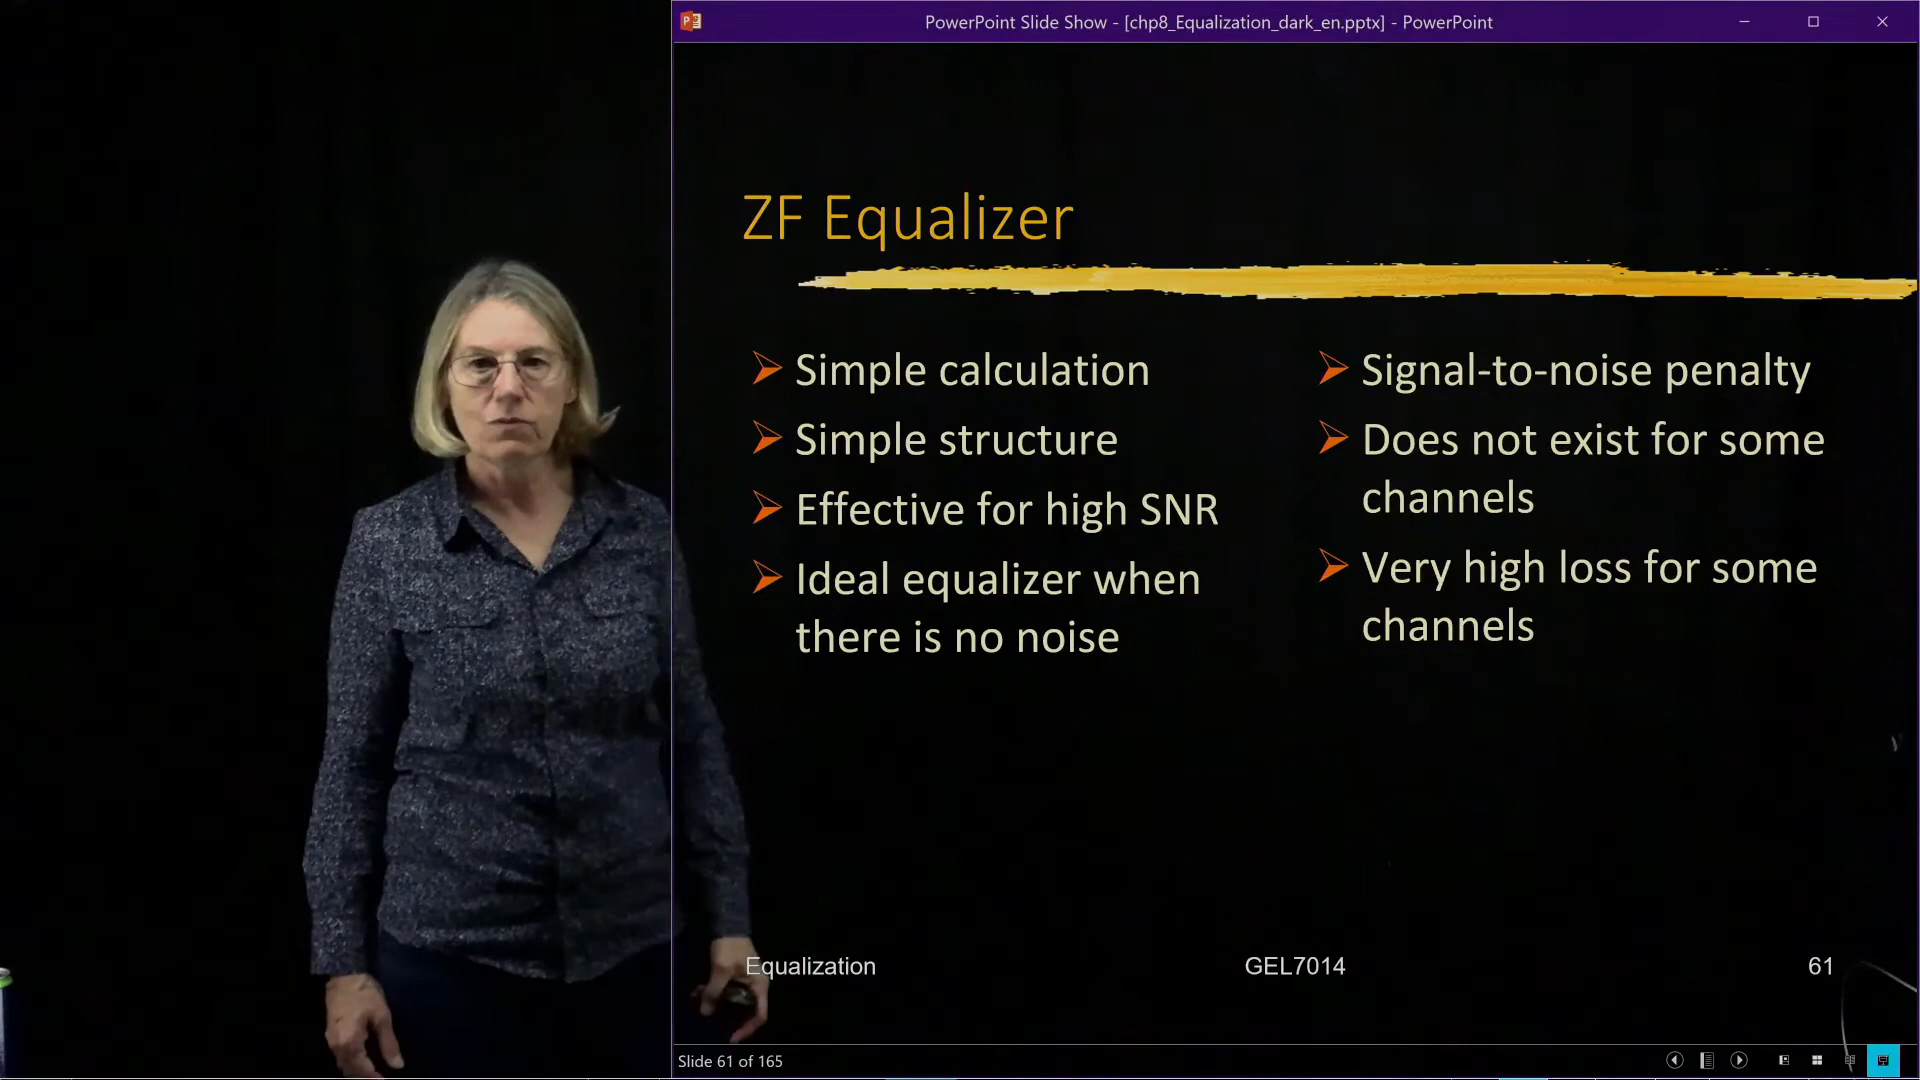 PowerPoint Slide Show - [chp8_Equalization_dark_en.pptx] - PowerPoint
ZF Equalizer
Simple calculation
Simple structure
Effective for high SNR
Ideal equalizer when
there is no noise
Signal-to-noise penalty
Does not exist for some
channels
Very high loss for some
channels
Equalization
GEL7014
61
Slide 61 of 165